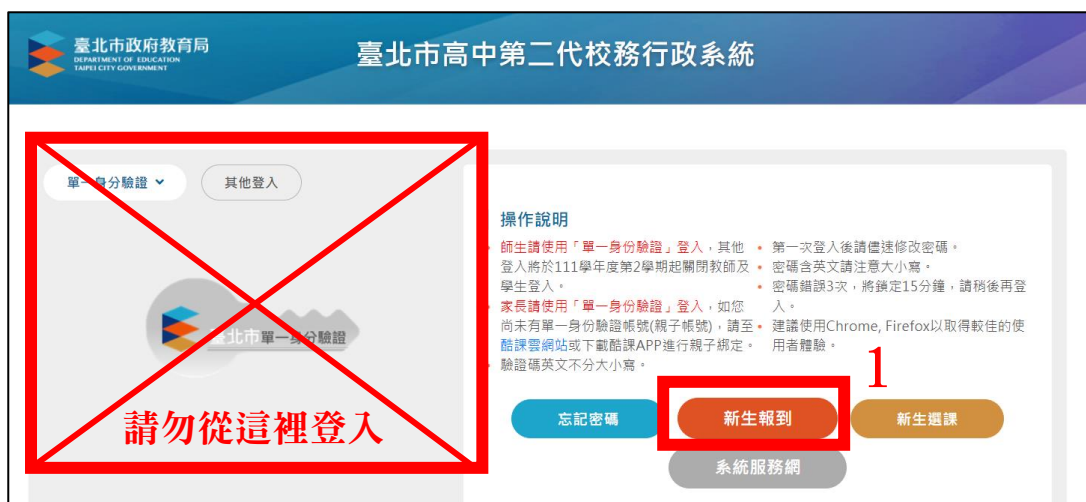 臺北市政府教育局
DEPARTMENT OF EDUCATION
TAIPEI CITY GOVERNMENT
臺北市高中第二代校務行政系統
單一身分驗證
其他登入
臺北市單一身分驗證
請勿從這裡登入
操作說明
師生請使用「單一身份驗證」登入，其他
登入將於111學年度第2學期起關閉教師及
學生登入。
家長請使用「單一身份驗證」登入，如您
尚未有單一身份驗證帳號(親子帳號)，請至
酷課雲網站或下載酷課APP進行親子綁定。
驗證碼英文不分大小寫。
第一次登入後請儘速修改密碼。
密碼含英文請注意大小寫。
密碼錯誤3次，將鎖定15分鐘，請稍後再登
入。
建議使用Chrome, Firefox以取得較佳的使
用者體驗。
1
忘記密碼
新生報到
新生選課
系統服務網